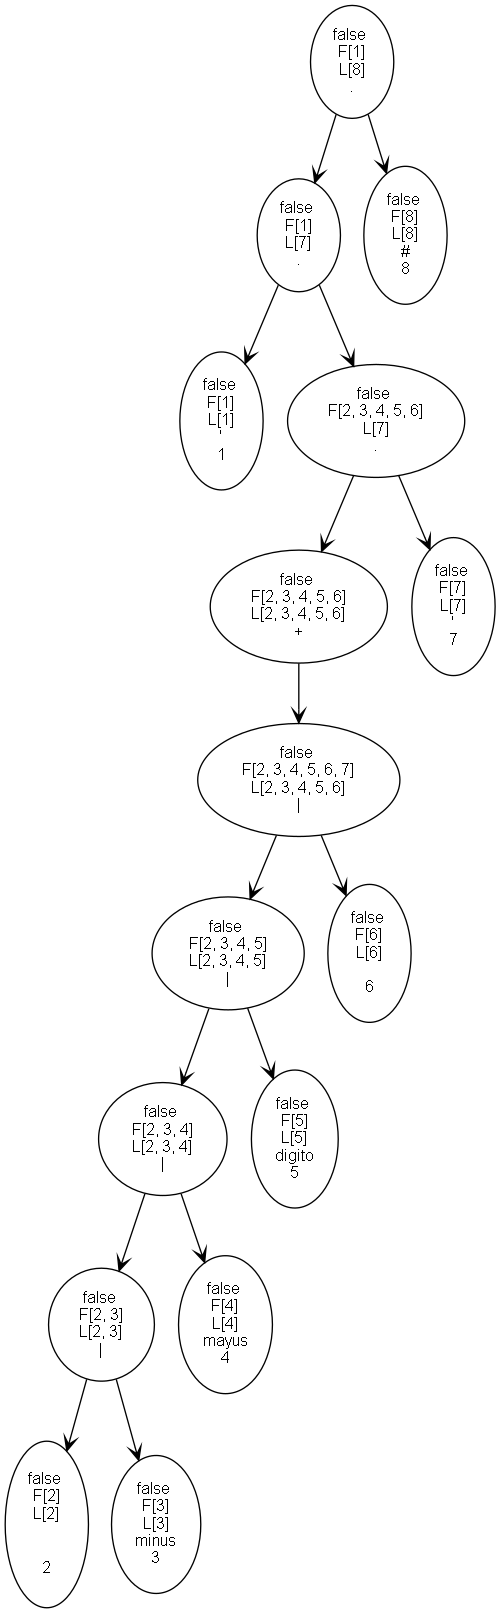 false
F[1]
L[8]
.
false
F[1]
L[7]
.
false
F[8]
L[8]
#
8
false
F[1]
L[1]
'
1
false
F[2, 3, 4, 5, 6]
L[7]
.
false
F[2, 3, 4, 5, 6]
L[2, 3, 4, 5, 6]
+
false
F[7]
L[7]
'
7
false
F[2, 3, 4, 5, 6, 7]
L[2, 3, 4, 5, 6]
|
false
F[2, 3, 4, 5]
L[2, 3, 4, 5]
|
false
F[6]
L[6]
6
false
F[2, 3, 4]
L[2, 3, 4]
|
false
F[5]
L[5]
digito
5
false
F[2, 3]
L[2, 3]
|
false
F[4]
L[4]
mayus
4
false
F[2]
L[2]
2
false
F[3]
L[3]
minus
3